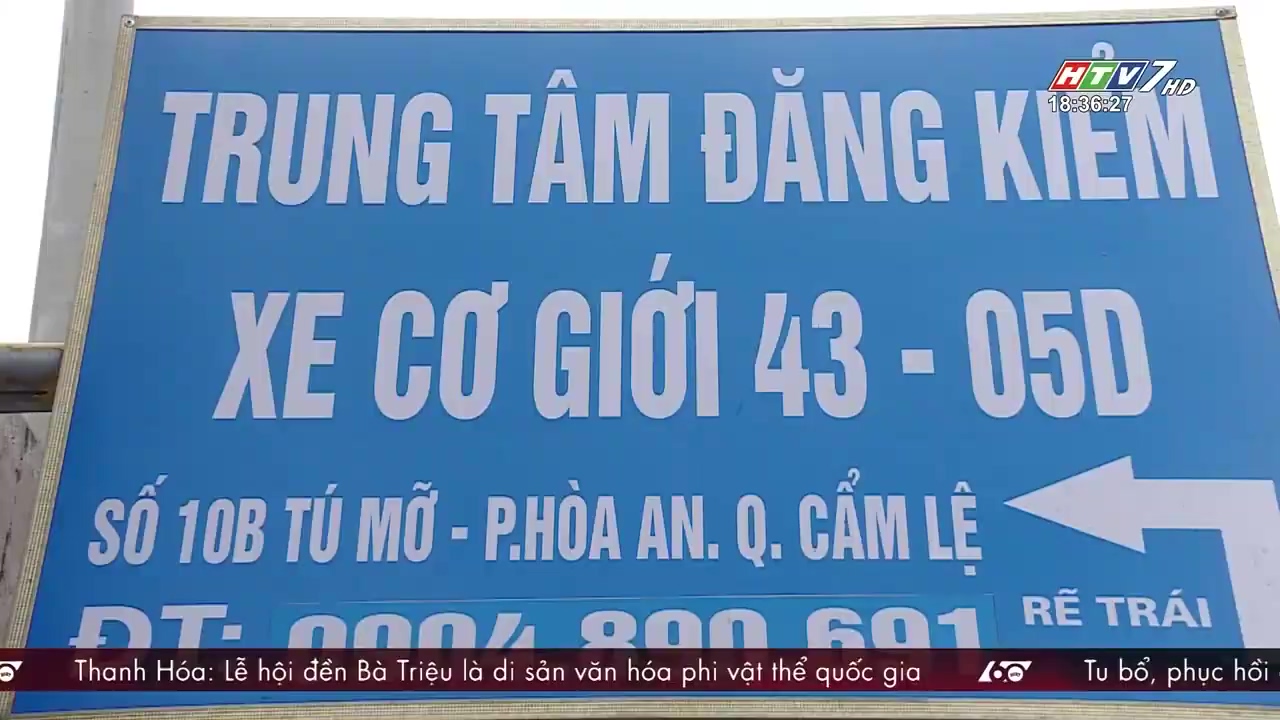 HTV7 HD
18:36:27
TRUNG TÂM ĐĂNG KIỂM
XE CƠ GIỚI 43 - 05D
SỐ 10B TÚ MỠ - P.HÒA AN. Q. CẨM LỆ
RẼ TRÁI
ĐT:
Thanh Hóa: Lễ hội đền Bà Triệu là di sản văn hóa phi vật thể quốc gia
Tu bổ, phục hồi